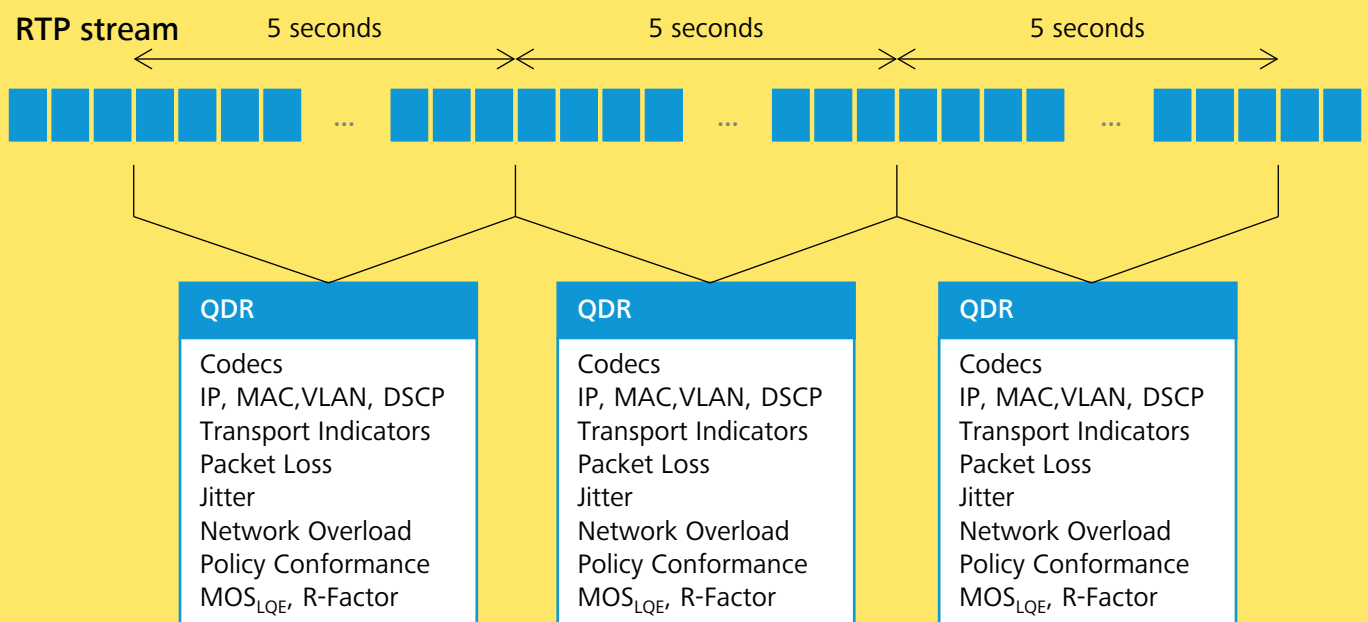 RTP stream
5 seconds
5 seconds
5 seconds
...
...
...
QDR
Codecs
IP, MAC,VLAN, DSCP
Transport Indicators
Packet Loss
Jitter
Network Overload
Policy Conformance
MOSLQE, R-Factor
QDR
Codecs
IP, MAC,VLAN, DSCP
Transport Indicators
Packet Loss
Jitter
Network Overload
Policy Conformance
MOSLQE, R-Factor
QDR
Codecs
IP, MAC,VLAN, DSCP
Transport Indicators
Packet Loss
Jitter
Network Overload
Policy Conformance
MOSLQE, R-Factor